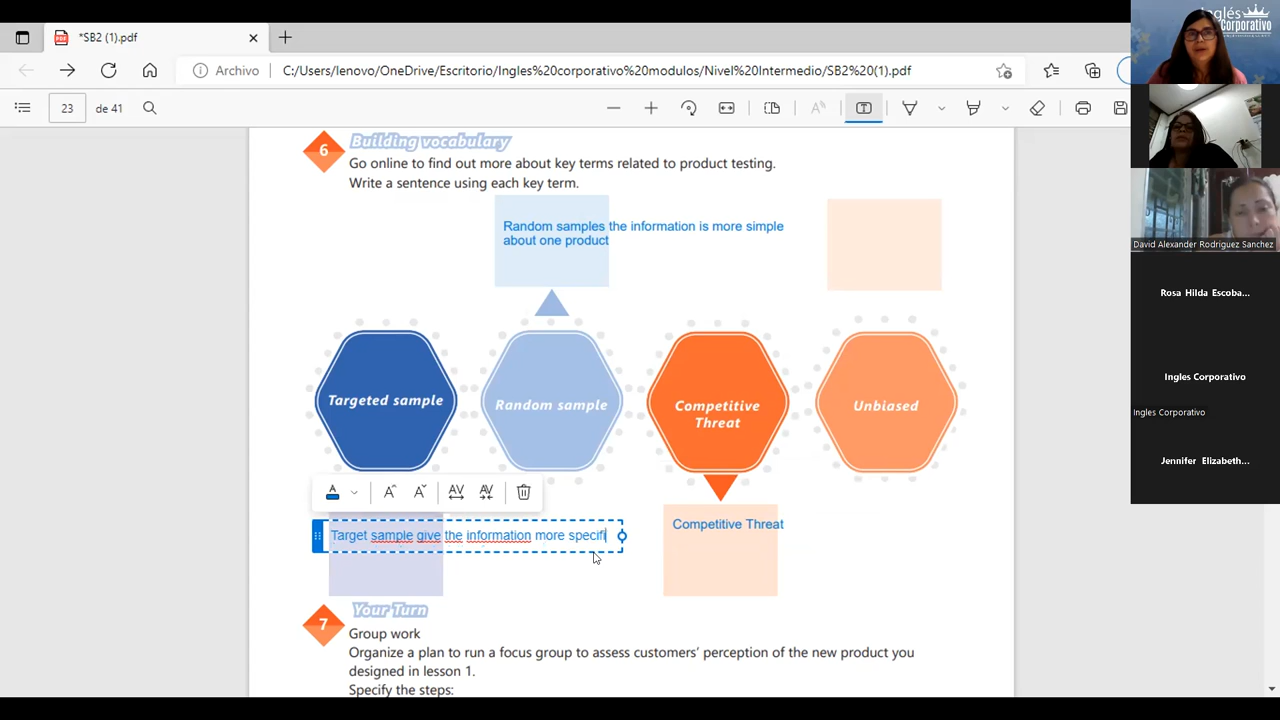 *SB2 (1).pdf
Archivo
C:/Users/lenovo/OneDrive/Escritorio/Ingles%20corporativo%20modulos/Nivel%20Intermedio/SB2%20(1).pdf
23
de 41
6
Building vocabulary
Go online to find out more about key terms related to product testing.
Write a sentence using each key term.
Random samples the information is more simple
about one product
Targeted sample
Random sample
Competitive
Threat
Unbiased
Target sample give the information more specifi
Competitive Threat
7
Your Turn
Group work
Organize a plan to run a focus group to assess customers’ perception of the new product you
designed in lesson 1.
Specify the steps:
Inglés
Corporativo
David Alexander Rodriguez Sanchez
Rosa Hilda Escoba...
Ingles Corporativo
Ingles Corporativo
Jennifer Elizabeth...